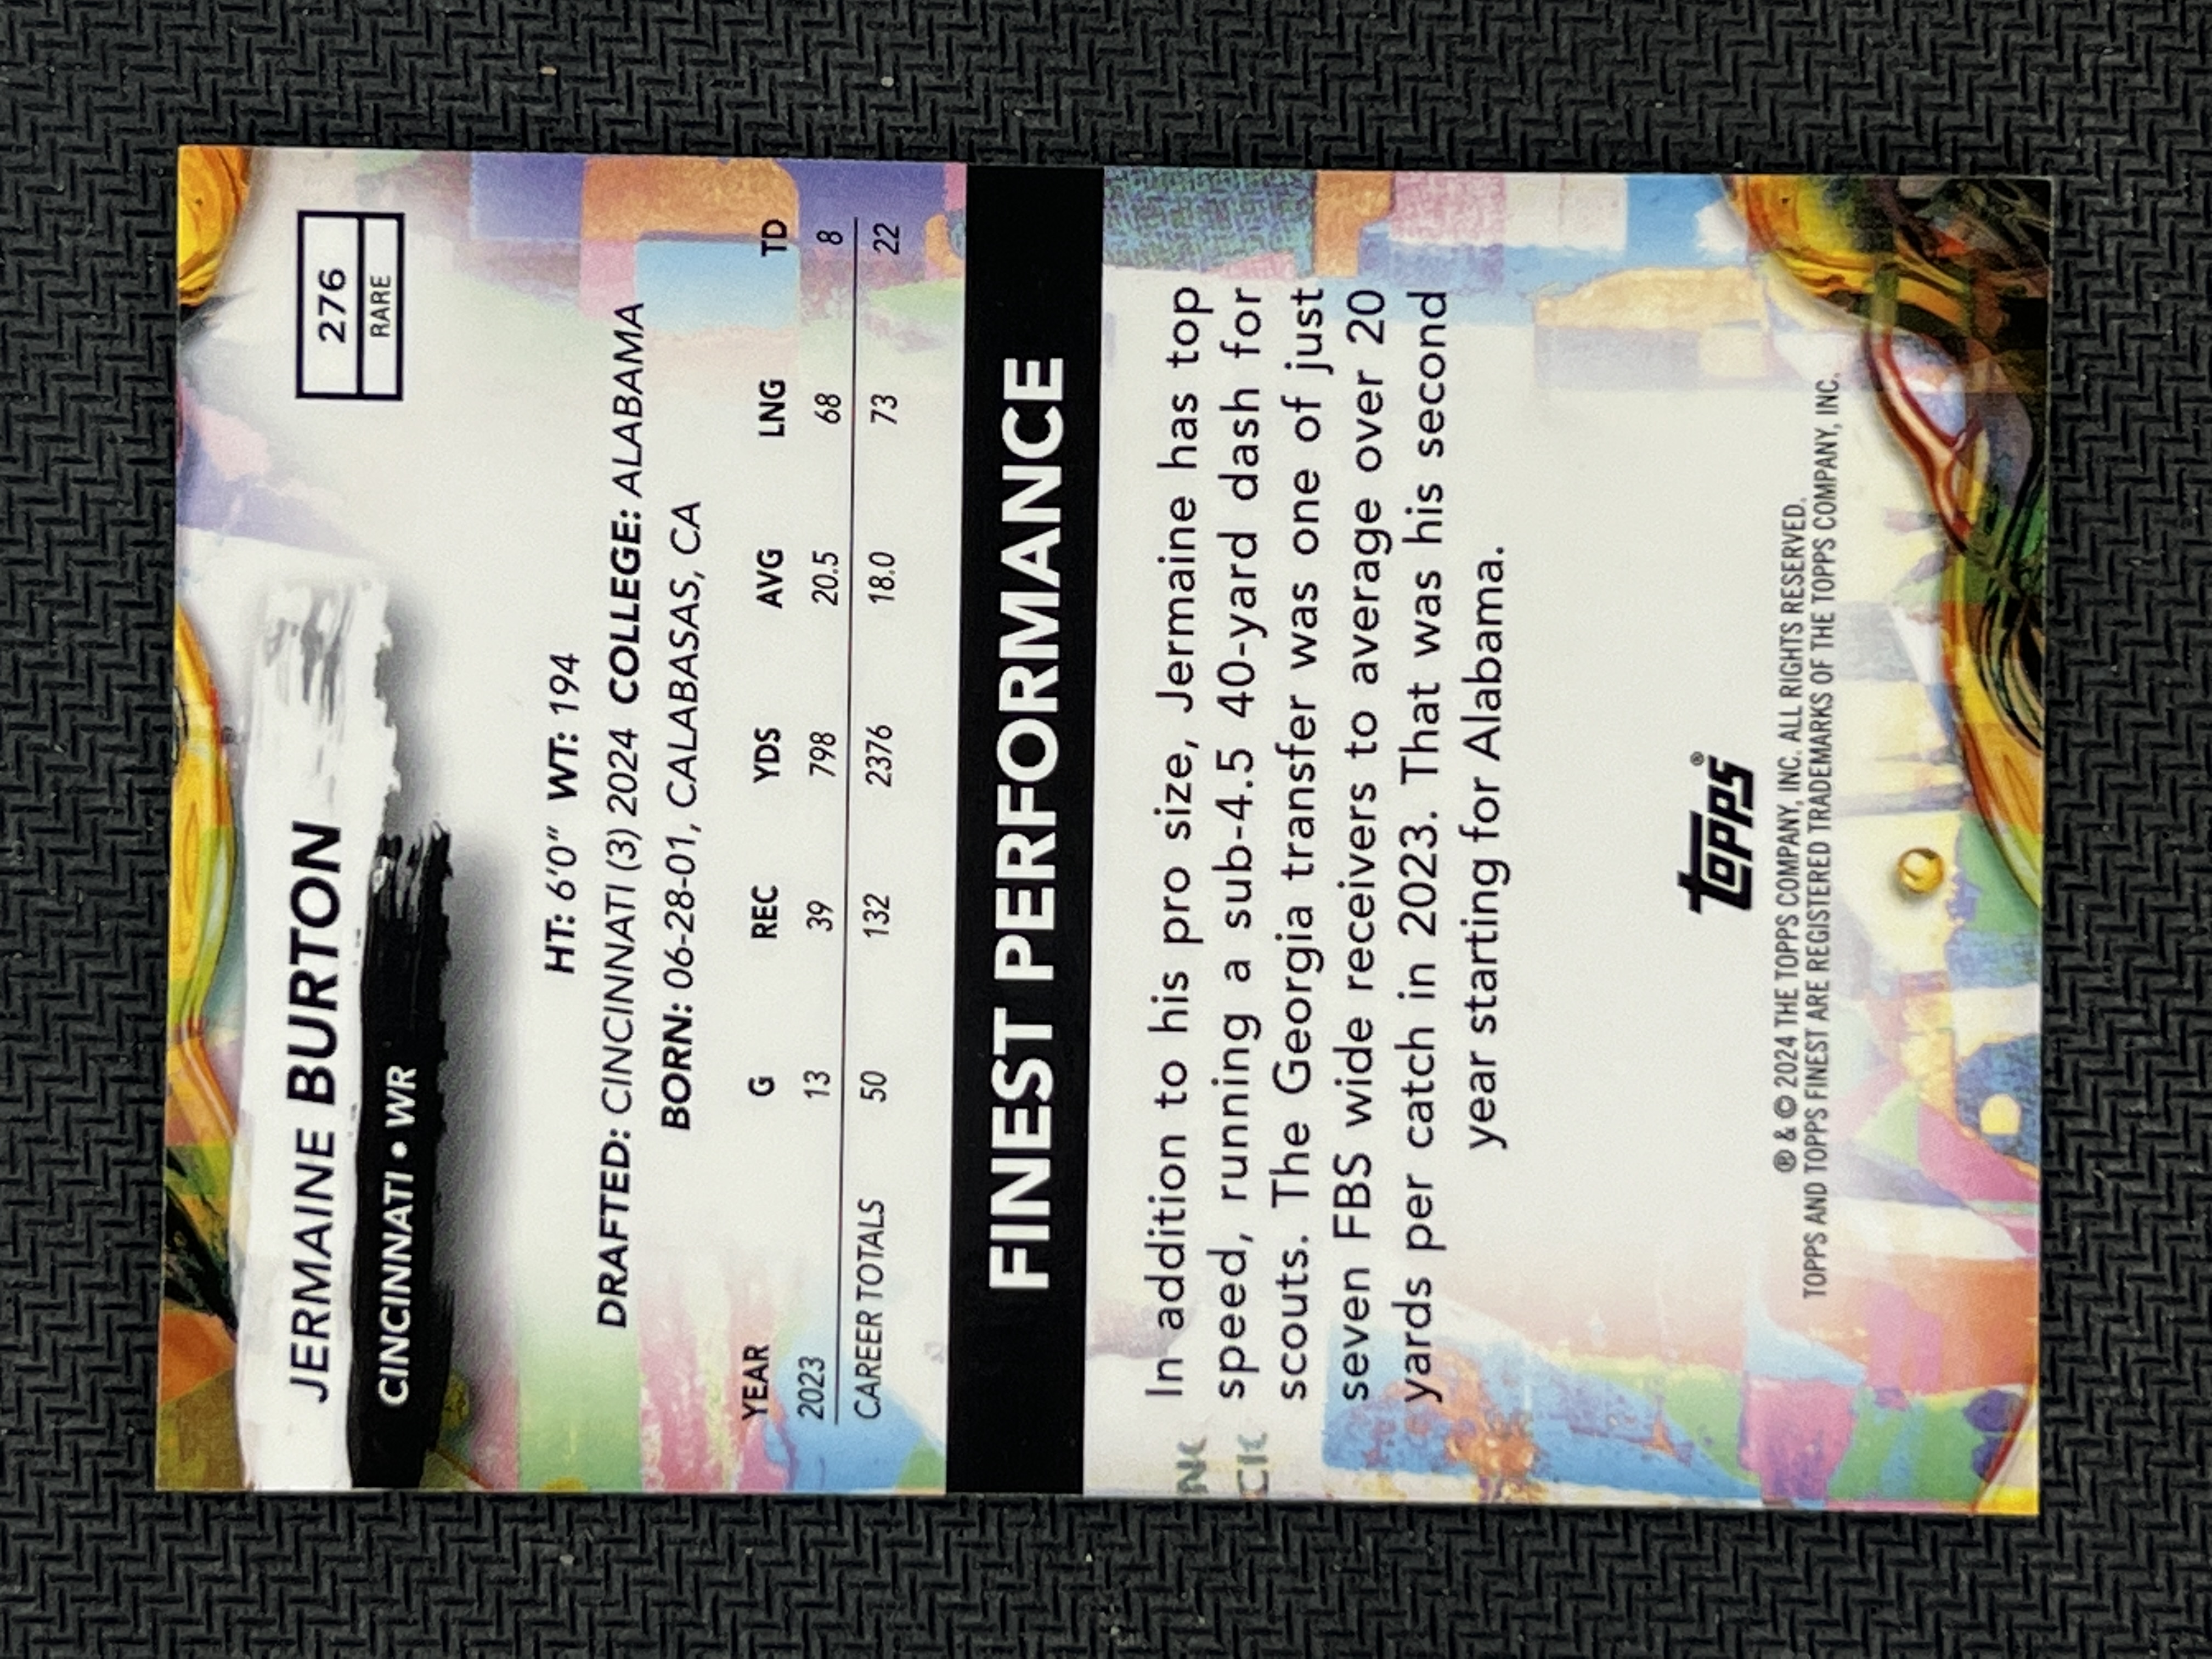 276
RARE
JERMAINE BURTON
CINCINNATI • WR
HT: 6'0" WT: 194
DRAFTED: CINCINNATI (3) 2024 COLLEGE: ALABAMA
BORN: 06-28-01, CALABASAS, CA
YEAR G REC YDS AVG LNG TD
2023 13 39 798 20.5 68 8
CAREER TOTALS 50 132 2376 18.0 73 22
FINEST PERFORMANCE
In addition to his pro size, Jermaine has top
speed, running a sub-4.5 40-yard dash for
scouts. The Georgia transfer was one of just
seven FBS wide receivers to average over 20
yards per catch in 2023. That was his second
year starting for Alabama.
topps®
® & © 2024 THE TOPPS COMPANY, INC. ALL RIGHTS RESERVED.
TOPPS AND TOPPS FINEST ARE REGISTERED TRADEMARKS OF THE TOPPS COMPANY, INC.